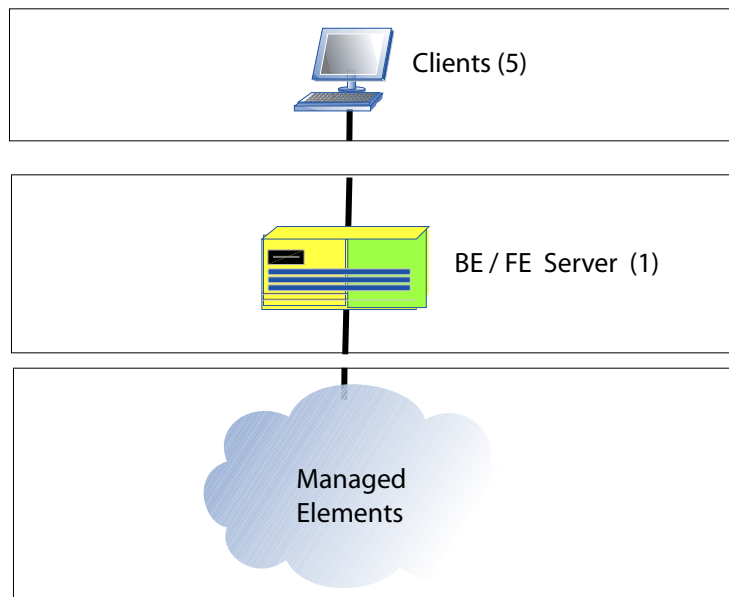 Clients (5)
BE / FE Server (1)
Managed
Elements